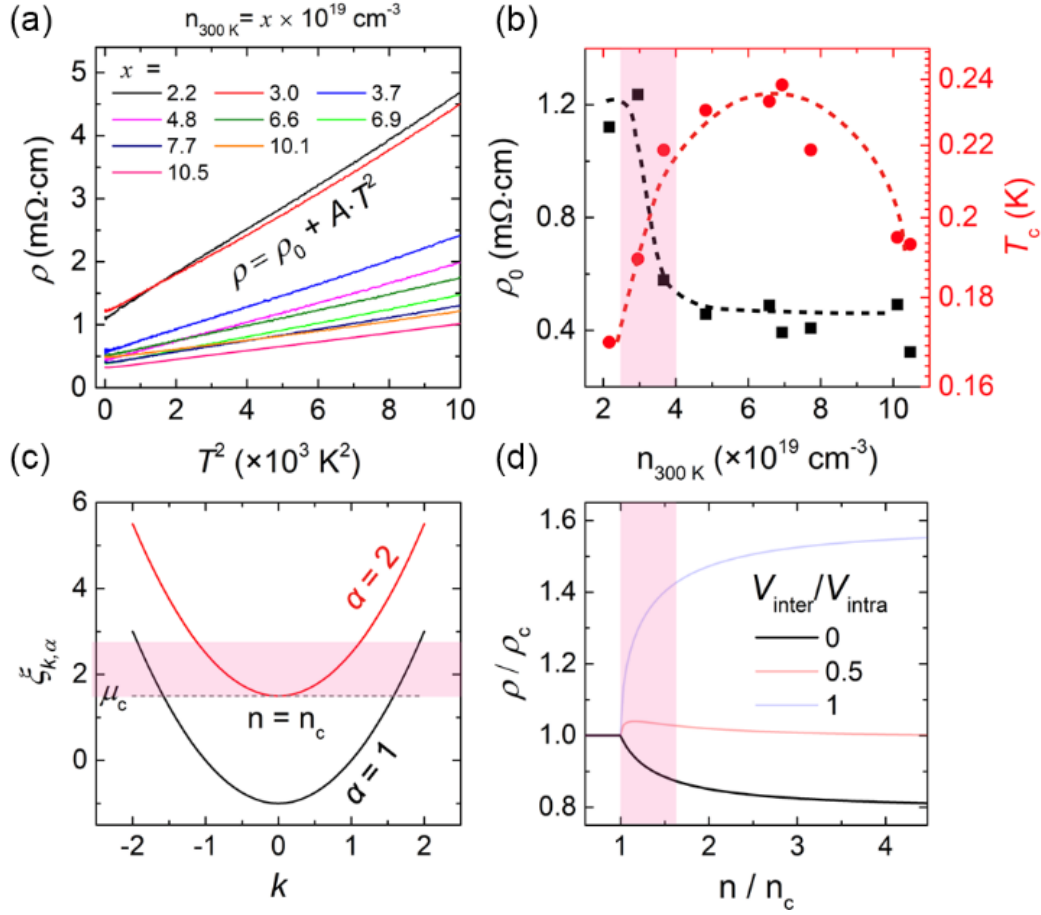 (a)
n300 K = x × 10^19 cm-3
x =
2.2
3.0
3.7
4.8
6.6
6.9
7.7
10.1
10.5
ρ = ρ0 + A·T^2
ρ (mΩ·cm)
5
4
3
2
1
0
0 2 4 6 8 10
T^2 (×10^3 K^2)
(b)
ρ0 (mΩ·cm)
1.2
0.8
0.4
0.24
0.22
0.2
0.18
0.16
Tc (K)
2 4 6 8 10
n300 K (×10^19 cm-3)
(c)
ξk,α
6
4
2
μc
0
α = 2
n = nc
α = 1
-2 -1 0 1 2
k
(d)
ρ / ρc
1.6
1.4
1.2
1.0
0.8
Vinter/Vintra
0
0.5
1
1 2 3 4
n / nc